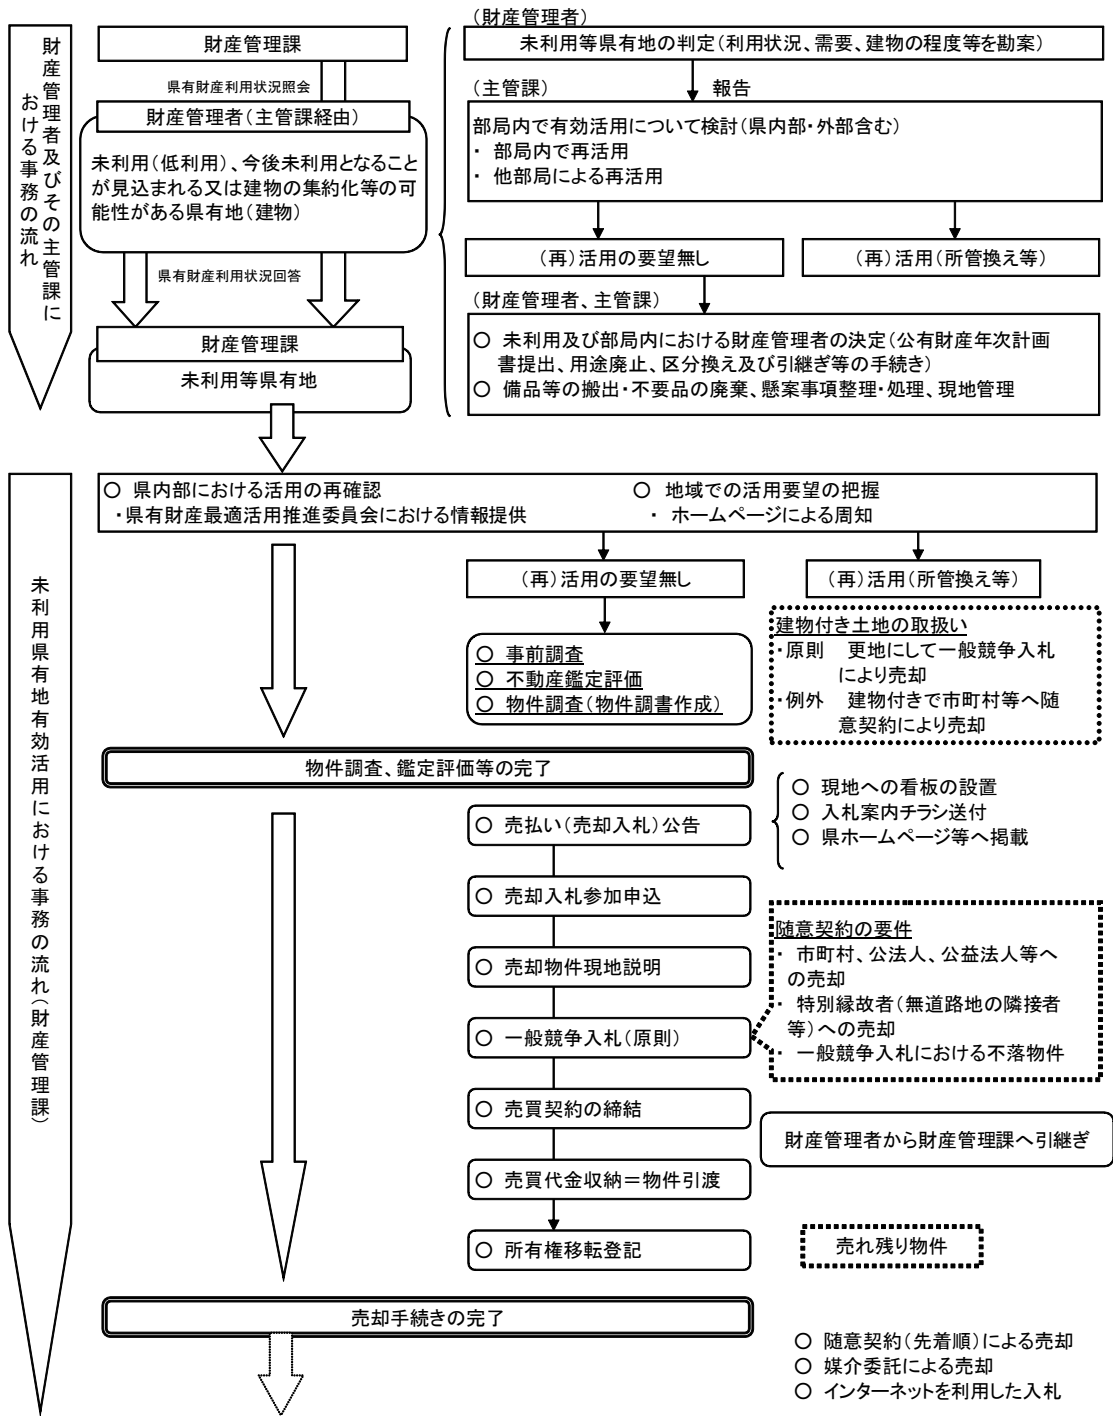 財産管理者及びその主管課に
おける事務の流れ
財産管理課
県有財産利用状況照会
財産管理者（主管課経由）
未利用（低利用）、今後未利用となること
が見込まれる又は建物の集約化等の可
能性がある県有地（建物）
県有財産利用状況回答
財産管理課
未利用等県有地
（財産管理者）
未利用等県有地の判定（利用状況、需要、建物の程度等を勘案）
（主管課）
報告
部局内で有効活用について検討（県内部・外部含む）
・ 部局内で再活用
・ 他部局による再活用
（再）活用の要望無し
（再）活用（所管換え等）
（財産管理者、主管課）
○ 未利用及び部局内における財産管理者の決定（公有財産年次計画
書提出、用途廃止、区分換え及び引継ぎ等の手続き）
○ 備品等の搬出・不要品の廃棄、懸案事項整理・処理、現地管理
未利用県有地有効活用における事務の流れ（財産管理課）
○ 県内部における活用の再確認
・県有財産最適活用推進委員会における情報提供
○ 地域での活用要望の把握
・ ホームページによる周知
（再）活用の要望無し
（再）活用（所管換え等）
○ 事前調査
○ 不動産鑑定評価
○ 物件調査（物件調書作成）
建物付き土地の取扱い
・原則 更地にして一般競争入札
により売却
・例外 建物付きで市町村等へ随
意契約により売却
物件調査、鑑定評価等の完了
○ 売払い（売却入札）公告
○ 現地への看板の設置
○ 入札案内チラシ送付
○ 県ホームページ等へ掲載
○ 売却入札参加申込
○ 売却物件現地説明
○ 一般競争入札（原則）
随意契約の要件
・ 市町村、公法人、公益法人等へ
の売却
・ 特別縁故者（無道路地の隣接者
等）への売却
・ 一般競争入札における不落物件
○ 売買契約の締結
財産管理者から財産管理課へ引継ぎ
○ 売買代金収納＝物件引渡
○ 所有権移転登記
売れ残り物件
売却手続きの完了
○ 随意契約（先着順）による売却
○ 媒介委託による売却
○ インターネットを利用した入札